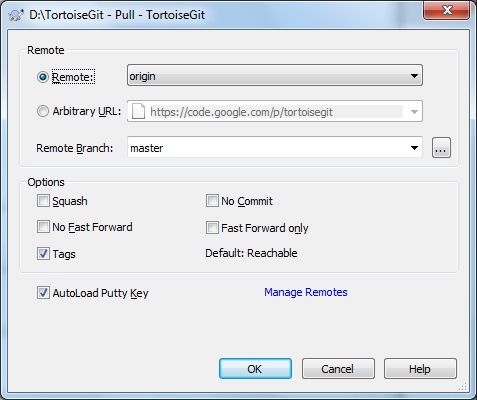 D:\TortoiseGit - Pull - TortoiseGit
Remote
Remote: origin
Arbitrary URL: https://code.google.com/p/tortoisegit
Remote Branch: master ...
Options
Squash No Commit
No Fast Forward Fast Forward only
Tags Default: Reachable
AutoLoad Putty Key Manage Remotes
OK Cancel Help